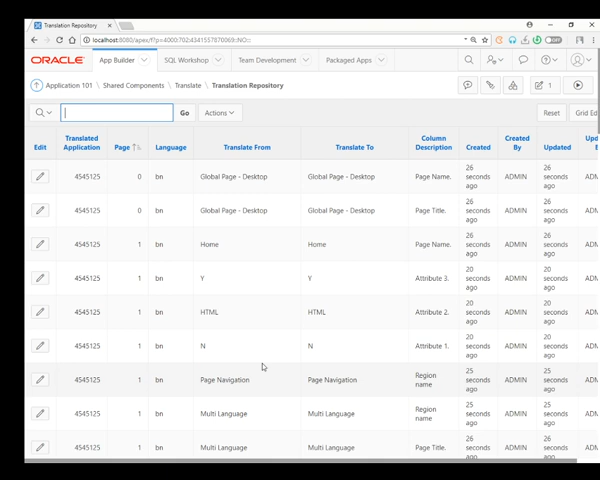 Translation Repository
localhost:8080/apex/f?p=4000:702:4341557870069::NO:::
ORACLE
App Builder
SQL Workshop
Team Development
Packaged Apps
Application 101 \ Shared Components \ Translate \ Translation Repository
1
Go
Actions
Reset
Grid Ed
Edit
Translated Application
Page
Language
Translate From
Translate To
Column Description
Created
Created By
Updated
4545125 0 bn Global Page - Desktop Global Page - Desktop Page Name. 26 seconds ago ADMIN 26 seconds ago
4545125 0 bn Global Page - Desktop Global Page - Desktop Page Title. 26 seconds ago ADMIN 26 seconds ago
4545125 1 bn Home Home Page Name. 26 seconds ago ADMIN 26 seconds ago
4545125 1 bn Y Y Attribute 3. 20 seconds ago ADMIN 20 seconds ago
4545125 1 bn HTML HTML Attribute 2. 20 seconds ago ADMIN 20 seconds ago
4545125 1 bn N N Attribute 1. 20 seconds ago ADMIN 20 seconds ago
4545125 1 bn Page Navigation Page Navigation Region name 25 seconds ago ADMIN 25 seconds ago
4545125 1 bn Multi Language Multi Language Region name 25 seconds ago ADMIN 25 seconds ago
4545125 1 bn Multi Language Multi Language Page Title. 26 seconds ADMIN 26 seconds